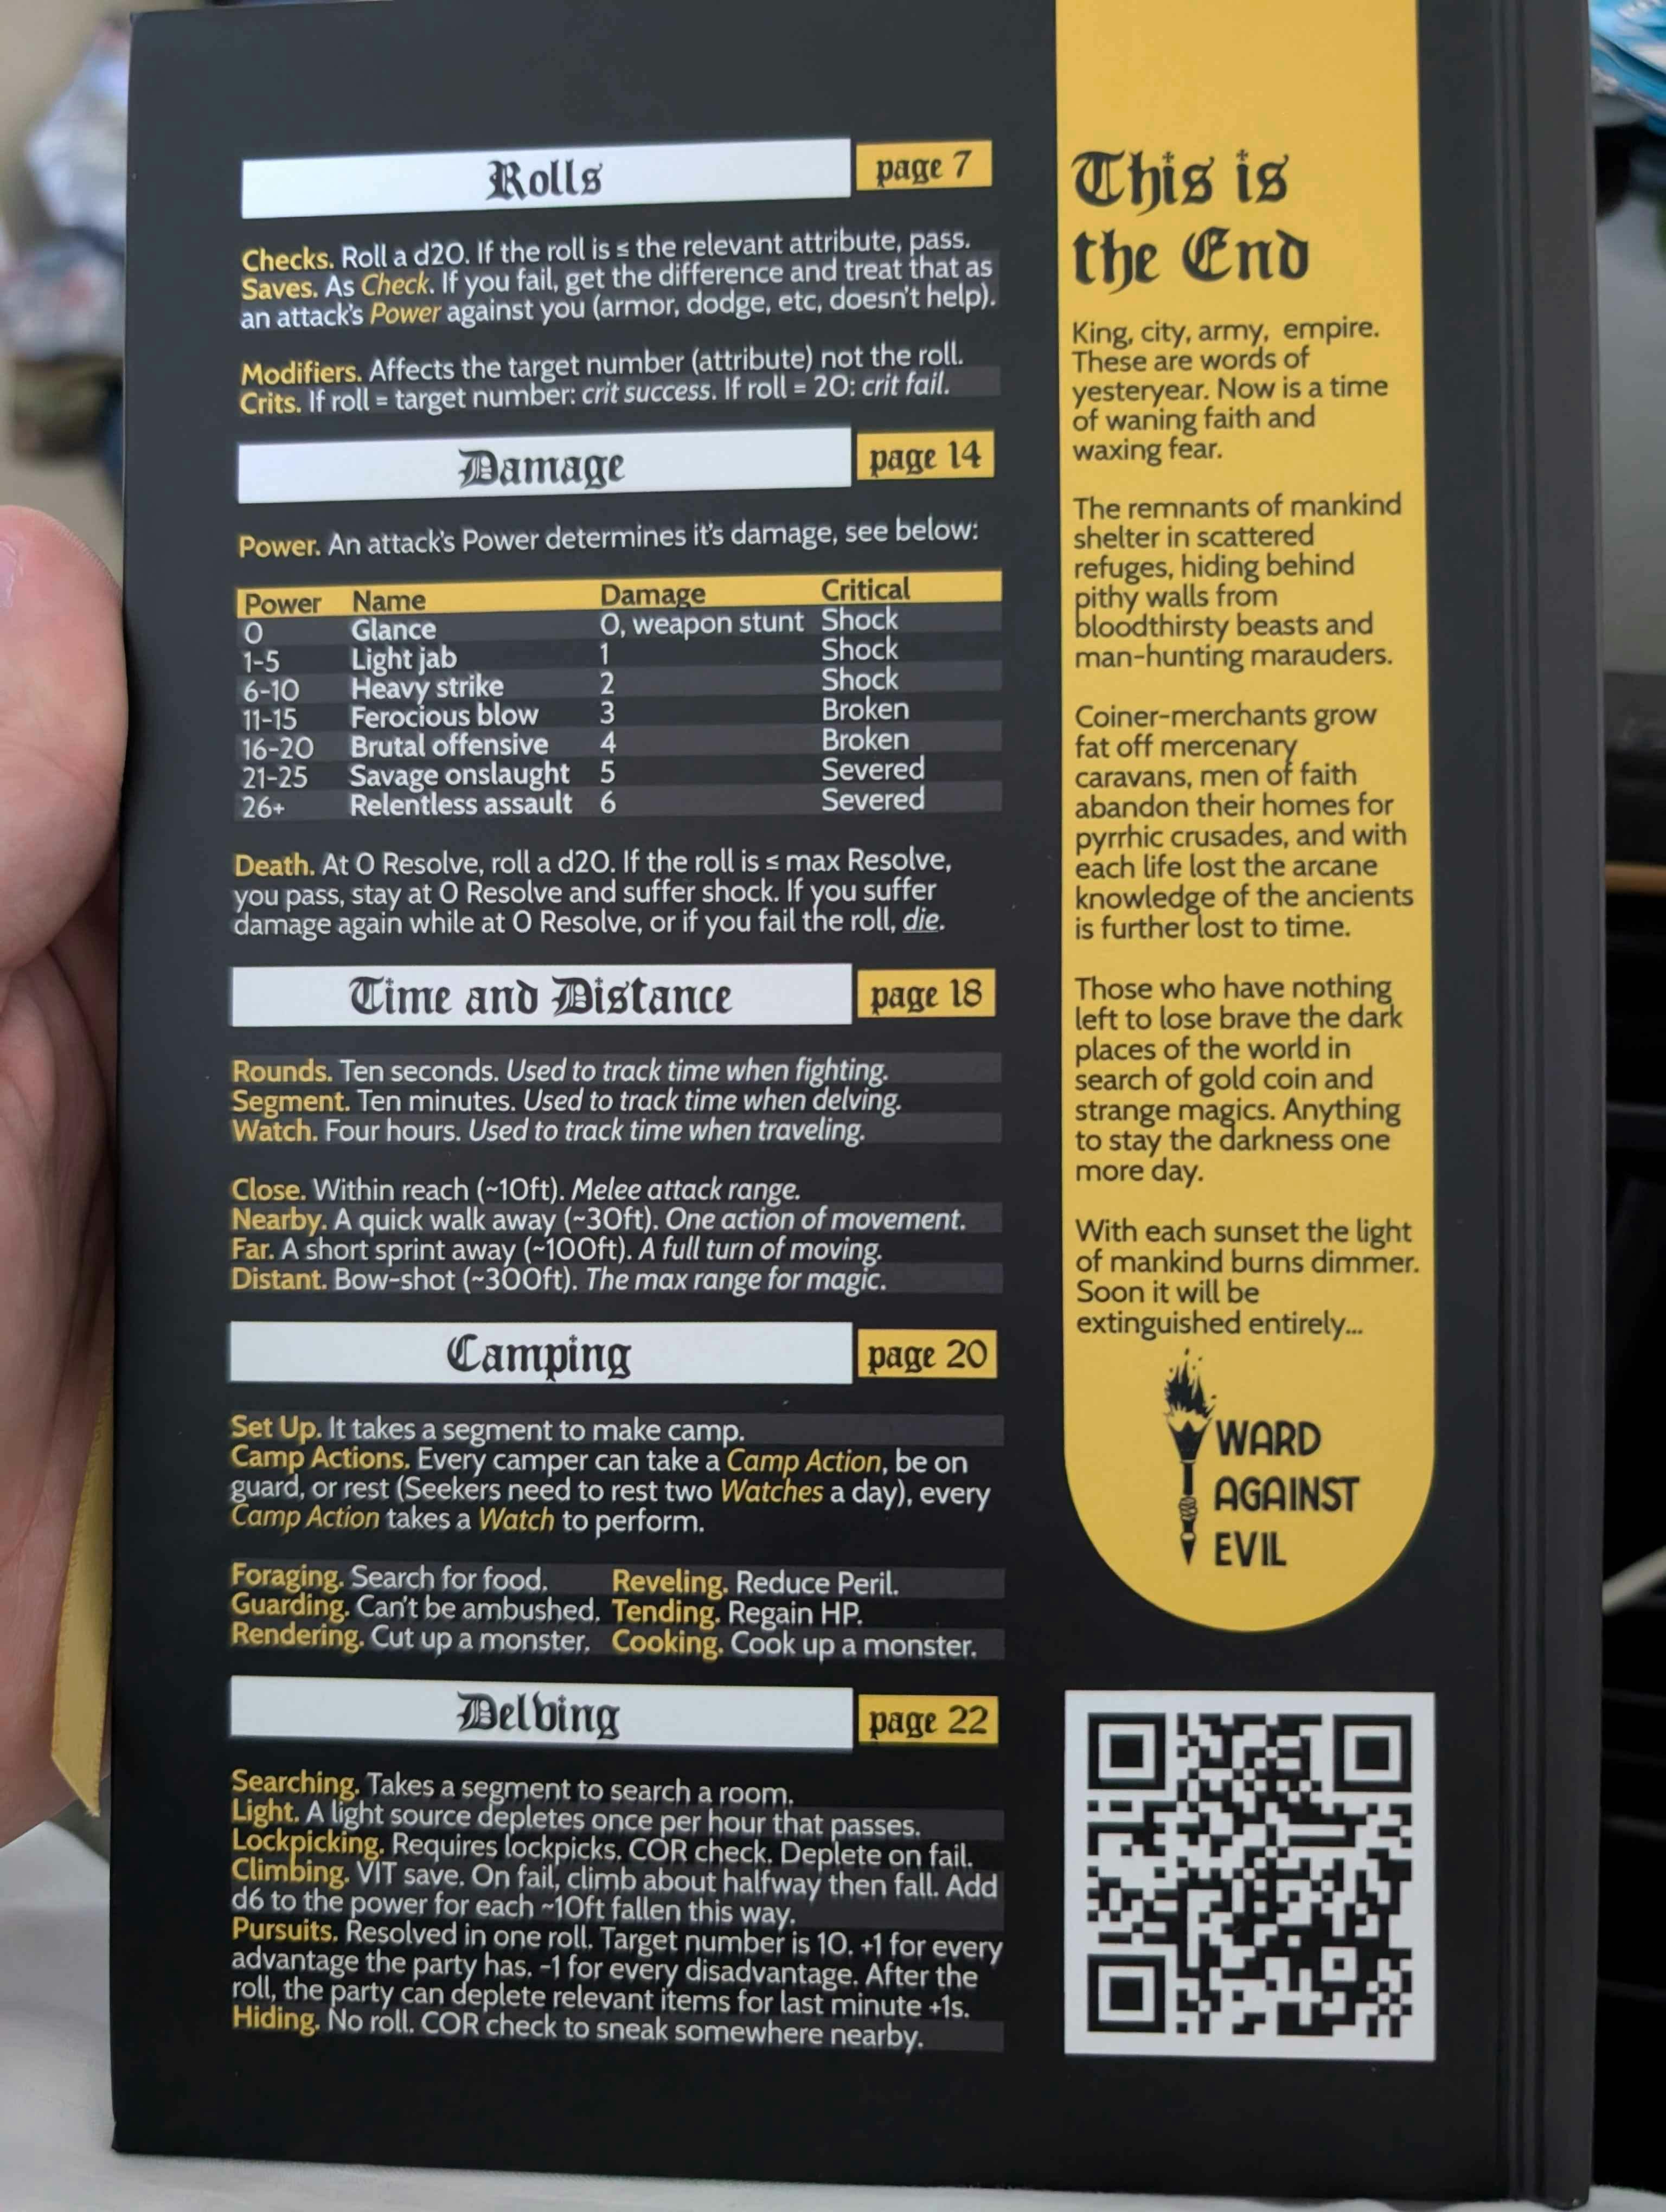 Rolls
page 7
Checks. Roll a d20. If the roll is ≤ the relevant attribute, pass.
Saves. As Check. If you fail, get the difference and treat that as
an attack's Power against you (armor, dodge, etc, doesn't help).
Modifiers. Affects the target number (attribute) not the roll.
Crits. If roll = target number: crit success. If roll = 20: crit fail.
Damage
page 14
Power. An attack's Power determines it's damage, see below:
Power Name Damage Critical
0 Glance 0, weapon stunt Shock
1-5 Light jab 1 Shock
6-10 Heavy strike 2 Shock
11-15 Ferocious blow 3 Broken
16-20 Brutal offensive 4 Broken
21-25 Savage onslaught 5 Severed
26+ Relentless assault 6 Severed
Death. At 0 Resolve, roll a d20. If the roll is ≤ max Resolve,
you pass, stay at 0 Resolve and suffer shock. If you suffer
damage again while at 0 Resolve, or if you fail the roll, die.
Time and Distance
page 18
Rounds. Ten seconds. Used to track time when fighting.
Segment. Ten minutes. Used to track time when delving.
Watch. Four hours. Used to track time when traveling.
Close. Within reach (~10ft). Melee attack range.
Nearby. A quick walk away (~30ft). One action of movement.
Far. A short sprint away (~100ft). A full turn of moving.
Distant. Bow-shot (~300ft). The max range for magic.
Camping
page 20
Set Up. It takes a segment to make camp.
Camp Actions. Every camper can take a Camp Action, be on
guard, or rest (Seekers need to rest two Watches a day), every
Camp Action takes a Watch to perform.
Foraging. Search for food. Reveling. Reduce Peril.
Guarding. Can't be ambushed. Tending. Regain HP.
Rendering. Cut up a monster. Cooking. Cook up a monster.
Delving
page 22
Searching. Takes a segment to search a room.
Light. A light source depletes once per hour that passes.
Lockpicking. Requires lockpicks. COR check. Deplete on fail.
Climbing. VIT save. On fail, climb about halfway then fall. Add
d6 to the power for each ~10ft fallen this way.
Pursuits. Resolved in one roll. Target number is 10. +1 for every
advantage the party has. -1 for every disadvantage. After the
roll, the party can deplete relevant items for last minute +1s.
Hiding. No roll. COR check to sneak somewhere nearby.
This is
the End
King, city, army, empire.
These are words of
yesteryear. Now is a time
of waning faith and
waxing fear.
The remnants of mankind
shelter in scattered
refuges, hiding behind
pithy walls from
bloodthirsty beasts and
man-hunting marauders.
Coiner-merchants grow
fat off mercenary
caravans, men of faith
abandon their homes for
pyrrhic crusades, and with
each life lost the arcane
knowledge of the ancients
is further lost to time.
Those who have nothing
left to lose brave the dark
places of the world in
search of gold coin and
strange magics. Anything
to stay the darkness one
more day.
With each sunset the light
of mankind burns dimmer.
Soon it will be
extinguished entirely...
WARD
AGAINST
EVIL